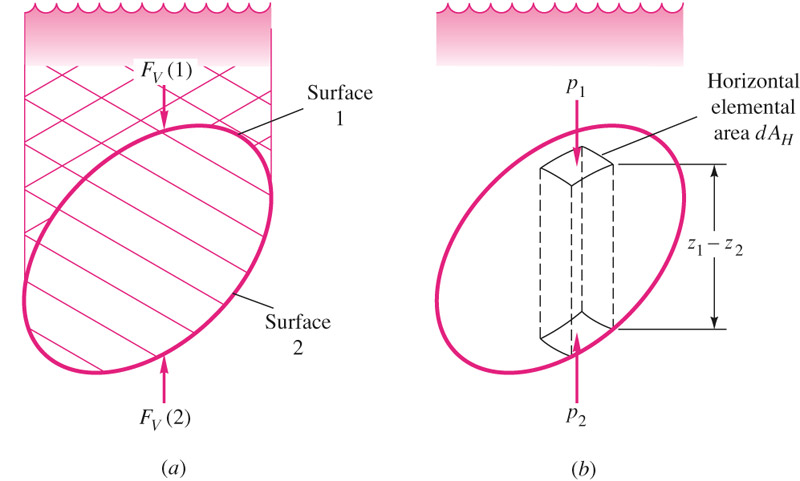 F_V (1)
Surface
1
Surface
2
F_V (2)
(a)
p_1
Horizontal
elemental
area dA_H
z_1 – z_2
p_2
(b)